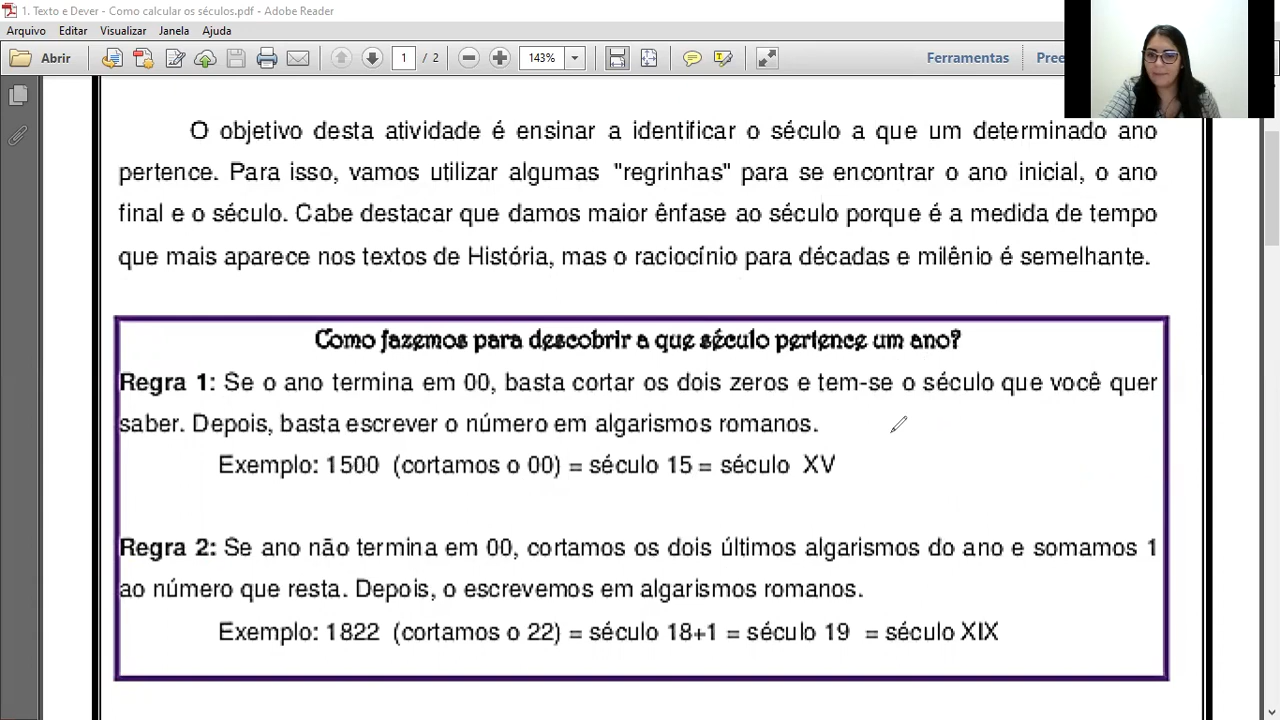 1. Texto e Dever - Como calcular os séculos.pdf - Adobe Reader
Arquivo Editar Visualizar Janela Ajuda
Abrir 1 / 2 143% Ferramentas
O objetivo desta atividade é ensinar a identificar o século a que um determinado ano
pertence. Para isso, vamos utilizar algumas "regrinhas" para se encontrar o ano inicial, o ano
final e o século. Cabe destacar que damos maior ênfase ao século porque é a medida de tempo
que mais aparece nos textos de História, mas o raciocínio para décadas e milênio é semelhante.
Como fazemos para descobrir a que século pertence um ano?
Regra 1: Se o ano termina em 00, basta cortar os dois zeros e tem-se o século que você quer
saber. Depois, basta escrever o número em algarismos romanos.
Exemplo: 1500 (cortamos o 00) = século 15 = século XV
Regra 2: Se ano não termina em 00, cortamos os dois últimos algarismos do ano e somamos 1
ao número que resta. Depois, o escrevemos em algarismos romanos.
Exemplo: 1822 (cortamos o 22) = século 18+1 = século 19 = século XIX